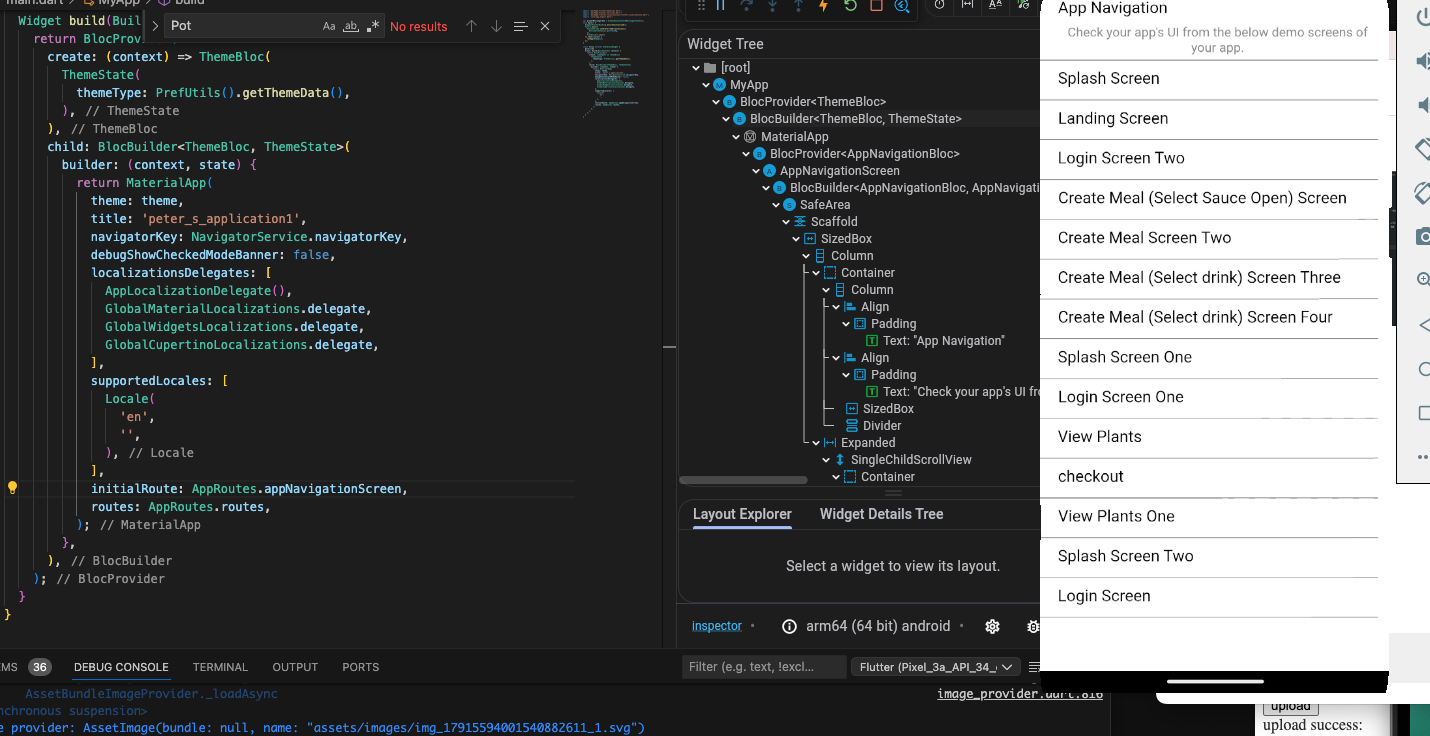 main.dart > MyApp > build
Widget build(Buil
Pot
Aa ab .* No results
return BlocProvi
create: (context) => ThemeBloc(
ThemeState(
themeType: PrefUtils().getThemeData(),
), // ThemeState
), // ThemeBloc
child: BlocBuilder<ThemeBloc, ThemeState>(
builder: (context, state) {
return MaterialApp(
theme: theme,
title: 'peter_s_application1',
navigatorKey: NavigatorService.navigatorKey,
debugShowCheckedModeBanner: false,
localizationsDelegates: [
AppLocalizationDelegate(),
GlobalMaterialLocalizations.delegate,
GlobalWidgetsLocalizations.delegate,
GlobalCupertinoLocalizations.delegate,
],
supportedLocales: [
Locale(
'en',
'',
), // Locale
],
initialRoute: AppRoutes.appNavigationScreen,
routes: AppRoutes.routes,
); // MaterialApp
},
), // BlocBuilder
); // BlocProvider
}
}
Widget Tree
[root]
MyApp
BlocProvider<ThemeBloc>
BlocBuilder<ThemeBloc, ThemeState>
MaterialApp
BlocProvider<AppNavigationBloc>
AppNavigationScreen
BlocBuilder<AppNavigationBloc, AppNavigati
SafeArea
Scaffold
SizedBox
Column
Container
Column
Align
Padding
Text: "App Navigation"
Align
Padding
Text: "Check your app's UI fr
SizedBox
Divider
Expanded
SingleChildScrollView
Container
Layout Explorer Widget Details Tree
Select a widget to view its layout.
inspector • arm64 (64 bit) android •
App Navigation
Check your app's UI from the below demo screens of
your app.
Splash Screen
Landing Screen
Login Screen Two
Create Meal (Select Sauce Open) Screen
Create Meal Screen Two
Create Meal (Select drink) Screen Three
Create Meal (Select drink) Screen Four
Splash Screen One
Login Screen One
View Plants
checkout
View Plants One
Splash Screen Two
Login Screen
EMS 36 DEBUG CONSOLE TERMINAL OUTPUT PORTS
Filter (e.g. text, !excl...
Flutter (Pixel_3a_API_34_
AssetBundleImageProvider._loadAsync
image_provider.dart:816
nchronous suspension>
e provider: AssetImage(bundle: null, name: "assets/images/img_17915594001540882611_1.svg")
upload
upload success: